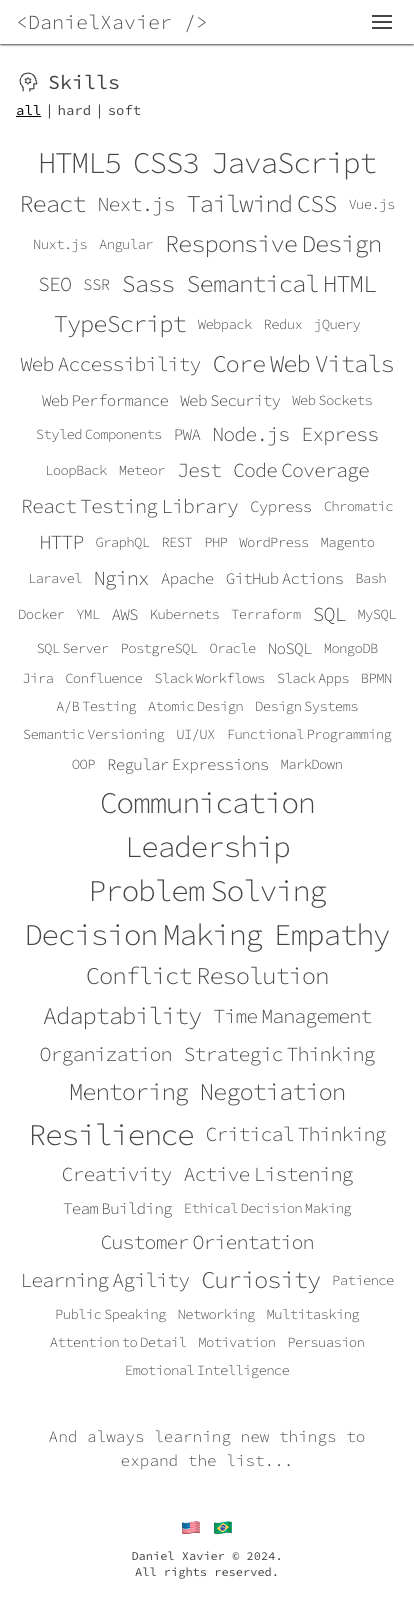 <DanielXavier />
Skills
all | hard | soft
HTML5 CSS3 JavaScript
React Next.js Tailwind CSS Vue.js
Nuxt.js Angular Responsive Design
SEO SSR Sass Semantical HTML
TypeScript Webpack Redux jQuery
Web Accessibility Core Web Vitals
Web Performance Web Security Web Sockets
Styled Components PWA Node.js Express
LoopBack Meteor Jest Code Coverage
React Testing Library Cypress Chromatic
HTTP GraphQL REST PHP WordPress Magento
Laravel Nginx Apache GitHub Actions Bash
Docker YML AWS Kubernetes Terraform SQL MySQL
SQL Server PostgreSQL Oracle NoSQL MongoDB
Jira Confluence Slack Workflows Slack Apps BPMN
A/B Testing Atomic Design Design Systems
Semantic Versioning UI/UX Functional Programming
OOP Regular Expressions MarkDown
Communication
Leadership
Problem Solving
Decision Making Empathy
Conflict Resolution
Adaptability Time Management
Organization Strategic Thinking
Mentoring Negotiation
Resilience Critical Thinking
Creativity Active Listening
Team Building Ethical Decision Making
Customer Orientation
Learning Agility Curiosity Patience
Public Speaking Networking Multitasking
Attention to Detail Motivation Persuasion
Emotional Intelligence
And always learning new things to
expand the list...
Daniel Xavier © 2024.
All rights reserved.